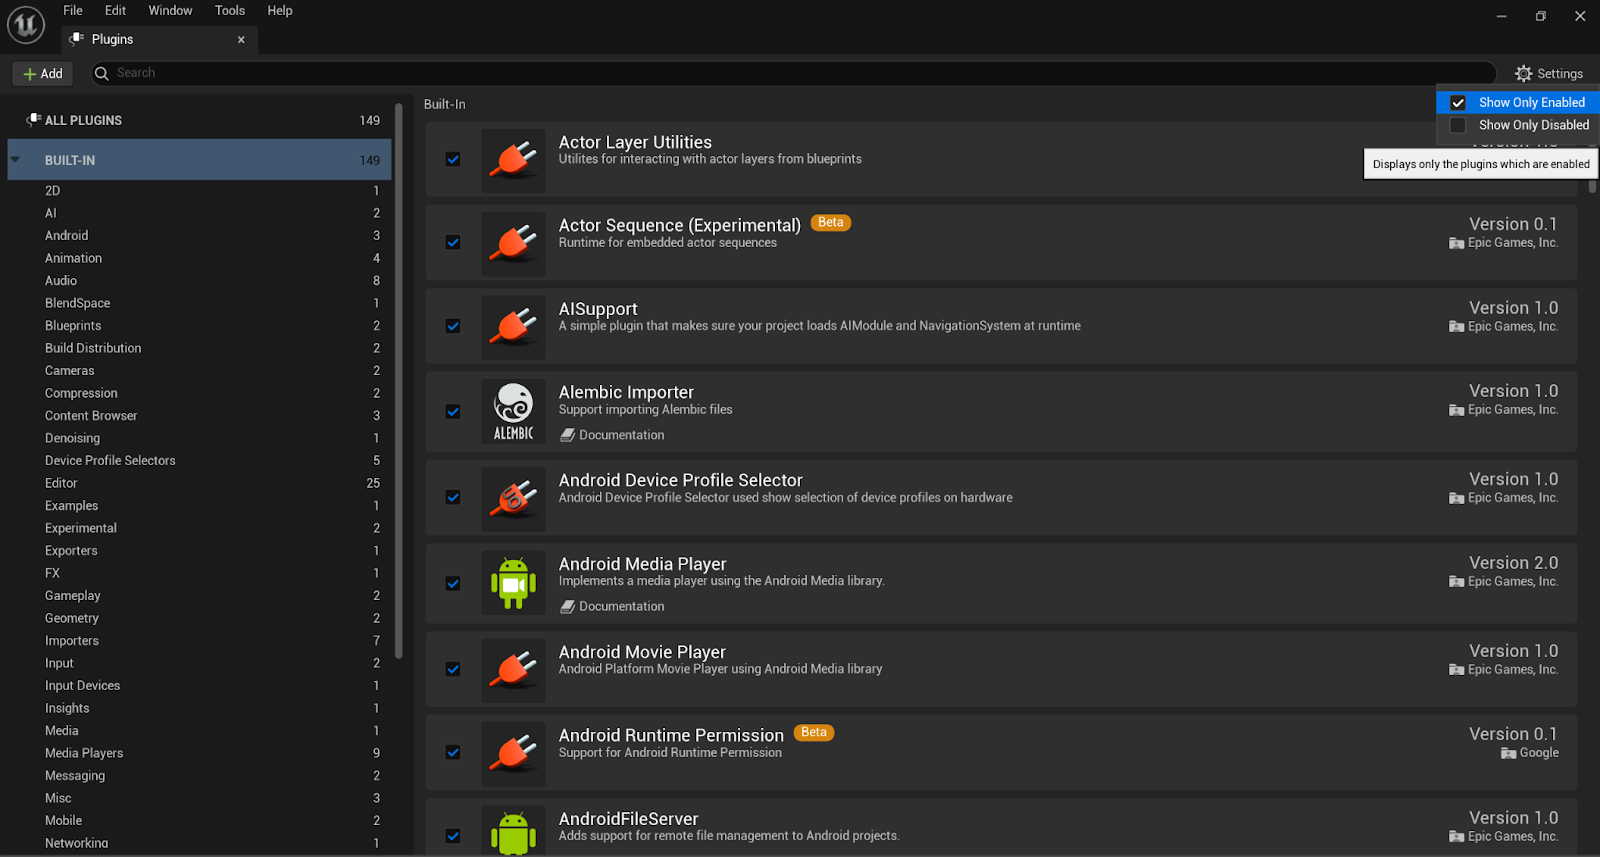 File Edit Window Tools Help
Plugins
Add
Search
Settings
Show Only Enabled
Show Only Disabled
Displays only the plugins which are enabled
ALL PLUGINS 149
BUILT-IN 149
2D 1
AI 2
Android 3
Animation 4
Audio 8
BlendSpace 1
Blueprints 2
Build Distribution 2
Cameras 2
Compression 2
Content Browser 3
Denoising 1
Device Profile Selectors 5
Editor 25
Examples 1
Experimental 2
Exporters 1
FX 1
Gameplay 2
Geometry 2
Importers 7
Input 2
Input Devices 1
Insights 1
Media 1
Media Players 9
Messaging 2
Misc 3
Mobile 2
Networking 1
Built-In
Actor Layer Utilities
Utilites for interacting with actor layers from blueprints
Actor Sequence (Experimental) Beta
Version 0.1
Runtime for embedded actor sequences
Epic Games, Inc.
AISupport
Version 1.0
A simple plugin that makes sure your project loads AIModule and NavigationSystem at runtime
Epic Games, Inc.
ALEMBIC
Alembic Importer
Version 1.0
Support importing Alembic files
Epic Games, Inc.
Documentation
Android Device Profile Selector
Version 1.0
Android Device Profile Selector used show selection of device profiles on hardware
Epic Games, Inc.
Android Media Player
Version 2.0
Implements a media player using the Android Media library.
Epic Games, Inc.
Documentation
Android Movie Player
Version 1.0
Android Platform Movie Player using Android Media library
Epic Games, Inc.
Android Runtime Permission Beta
Version 0.1
Support for Android Runtime Permission
Google
AndroidFileServer
Version 1.0
Adds support for remote file management to Android projects.
Epic Games, Inc.